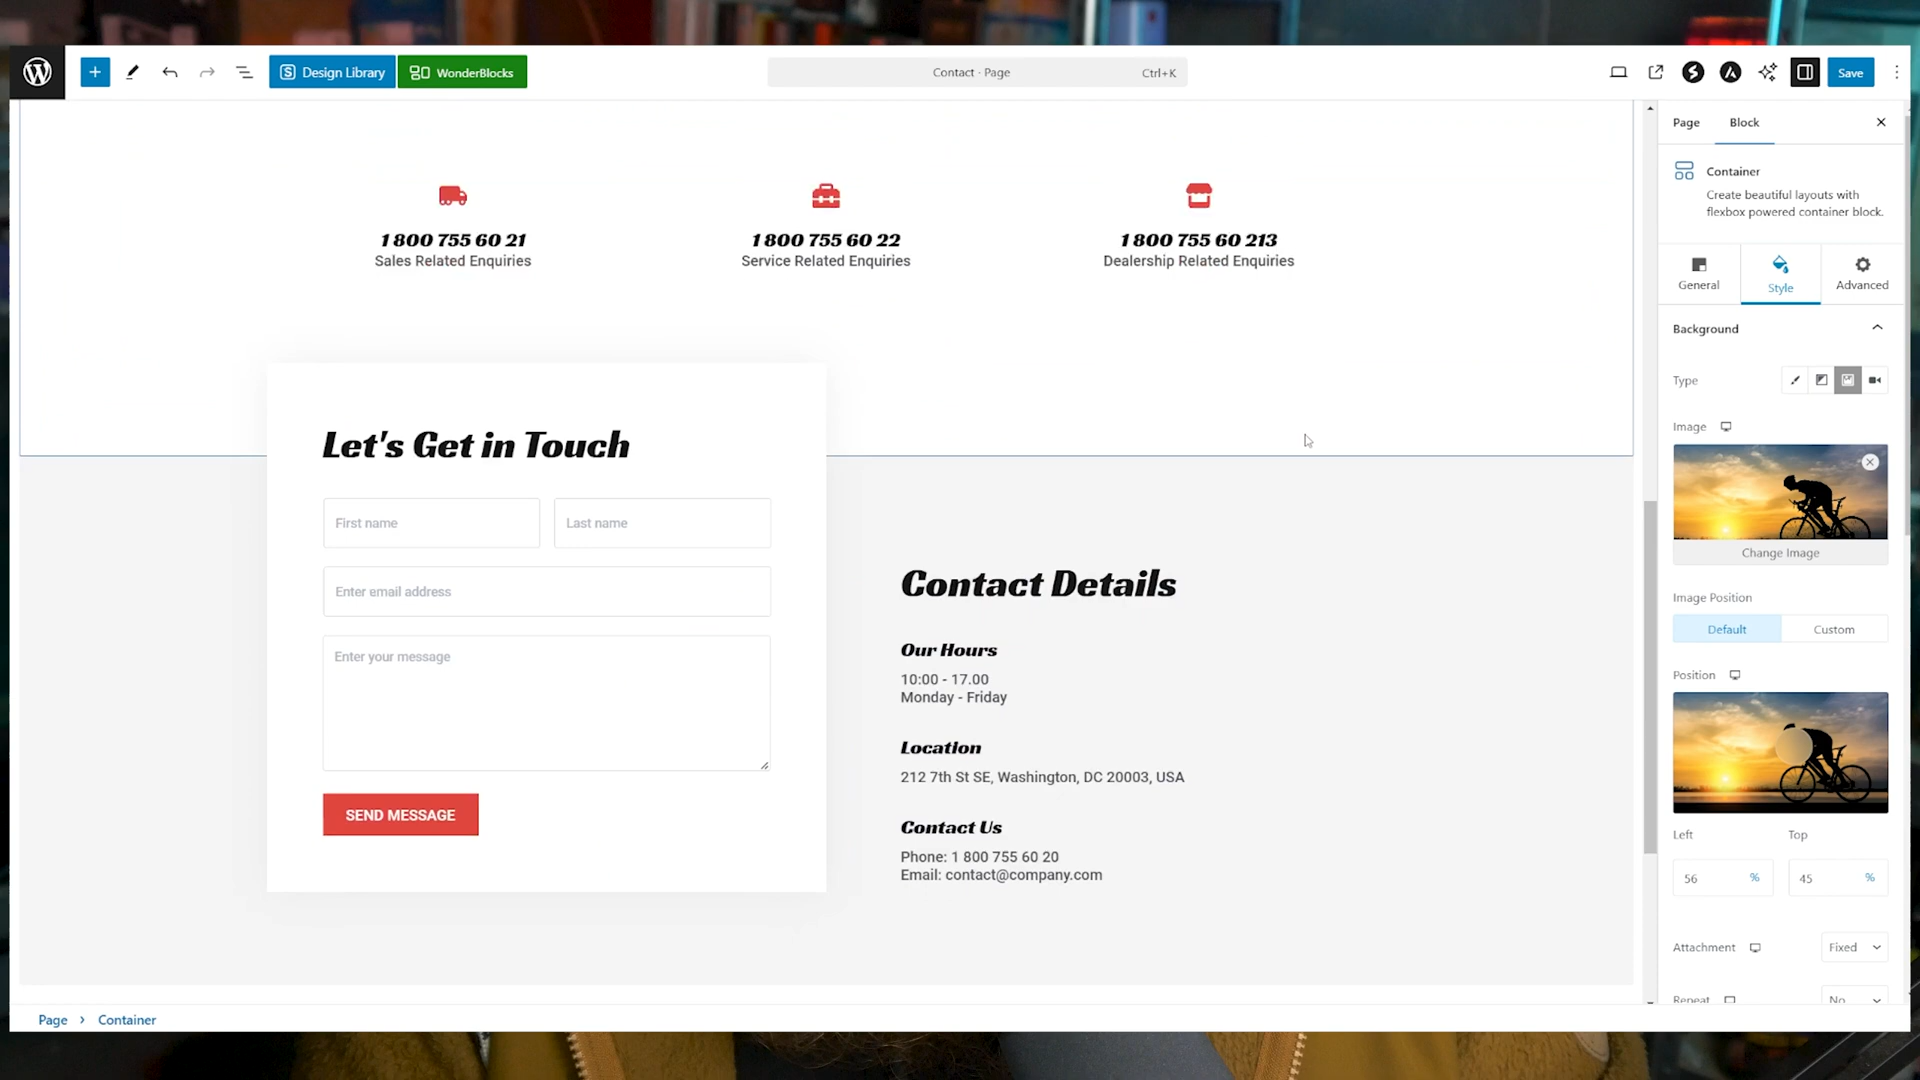 Design Library
WonderBlocks
Contact · Page
Ctrl+K
Save
1 800 755 60 21
Sales Related Enquiries
1 800 755 60 22
Service Related Enquiries
1 800 755 60 213
Dealership Related Enquiries
Let's Get in Touch
First name
Last name
Enter email address
Enter your message
SEND MESSAGE
Contact Details
Our Hours
10:00 - 17.00
Monday - Friday
Location
212 7th St SE, Washington, DC 20003, USA
Contact Us
Phone: 1 800 755 60 20
Email: contact@company.com
Page
Block
Container
Create beautiful layouts with
flexbox powered container block.
General
Style
Advanced
Background
Type
Image
Change Image
Image Position
Default
Custom
Position
Left
Top
56
%
45
%
Attachment
Fixed
Repeat
No
Page
Container